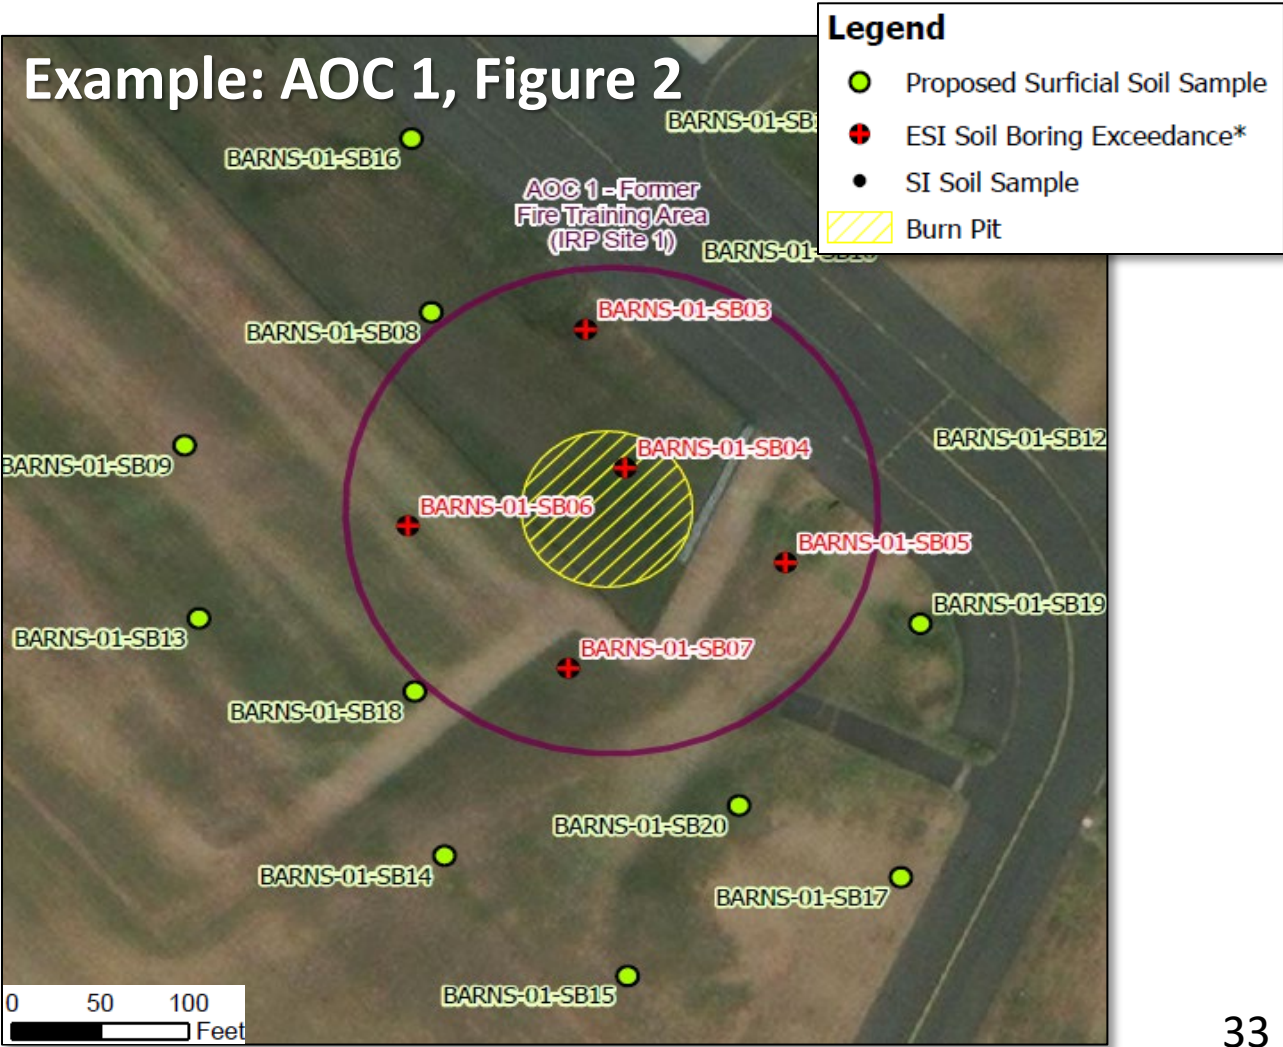 Legend
Proposed Surficial Soil Sample
ESI Soil Boring Exceedance*
SI Soil Sample
Burn Pit
Example: AOC 1, Figure 2
BARNS-01-SB16
AOC 1 - Former
Fire Training Area
(IRP Site 1)
BARNS-01-SB03
BARNS-01-SB08
BARNS-01-SB12
BARNS-01-SB04
BARNS-01-SB09
BARNS-01-SB06
BARNS-01-SB05
BARNS-01-SB19
BARNS-01-SB13
BARNS-01-SB07
BARNS-01-SB18
BARNS-01-SB20
BARNS-01-SB14
BARNS-01-SB17
BARNS-01-SB15
0 50 100
Feet
33